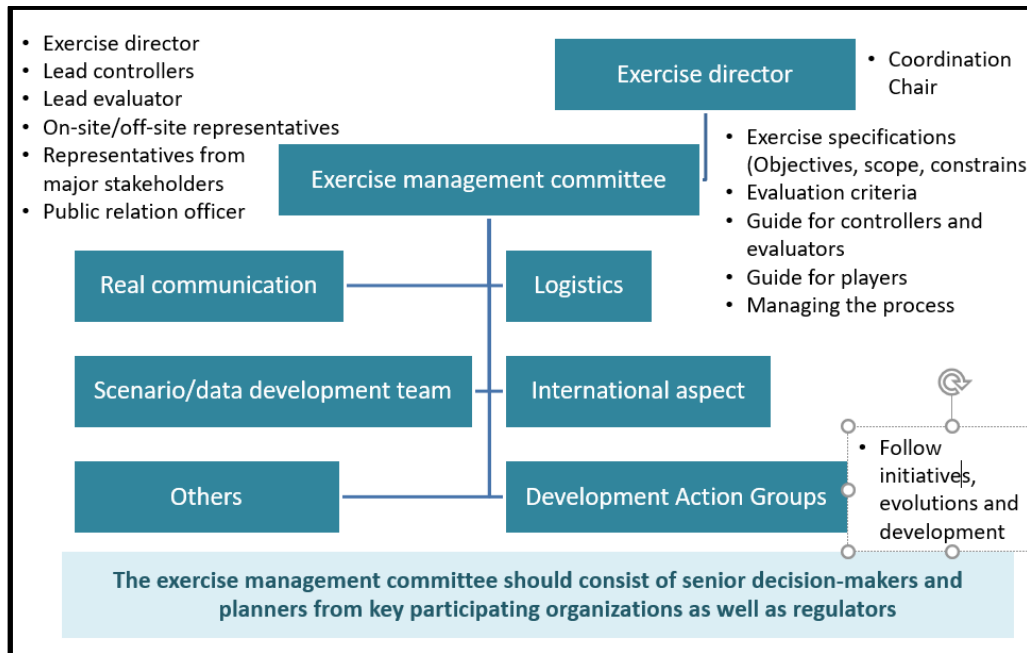 • Exercise director
• Lead controllers
• Lead evaluator
• On-site/off-site representatives
• Representatives from
major stakeholders
• Public relation officer
Exercise director
• Coordination
Chair
Exercise management committee
• Exercise specifications
(Objectives, scope, constrains
• Evaluation criteria
• Guide for controllers and
evaluators
• Guide for players
• Managing the process
Real communication
Logistics
Scenario/data development team
International aspect
Others
Development Action Groups
• Follow
initiatives,
evolutions and
development
The exercise management committee should consist of senior decision-makers and
planners from key participating organizations as well as regulators